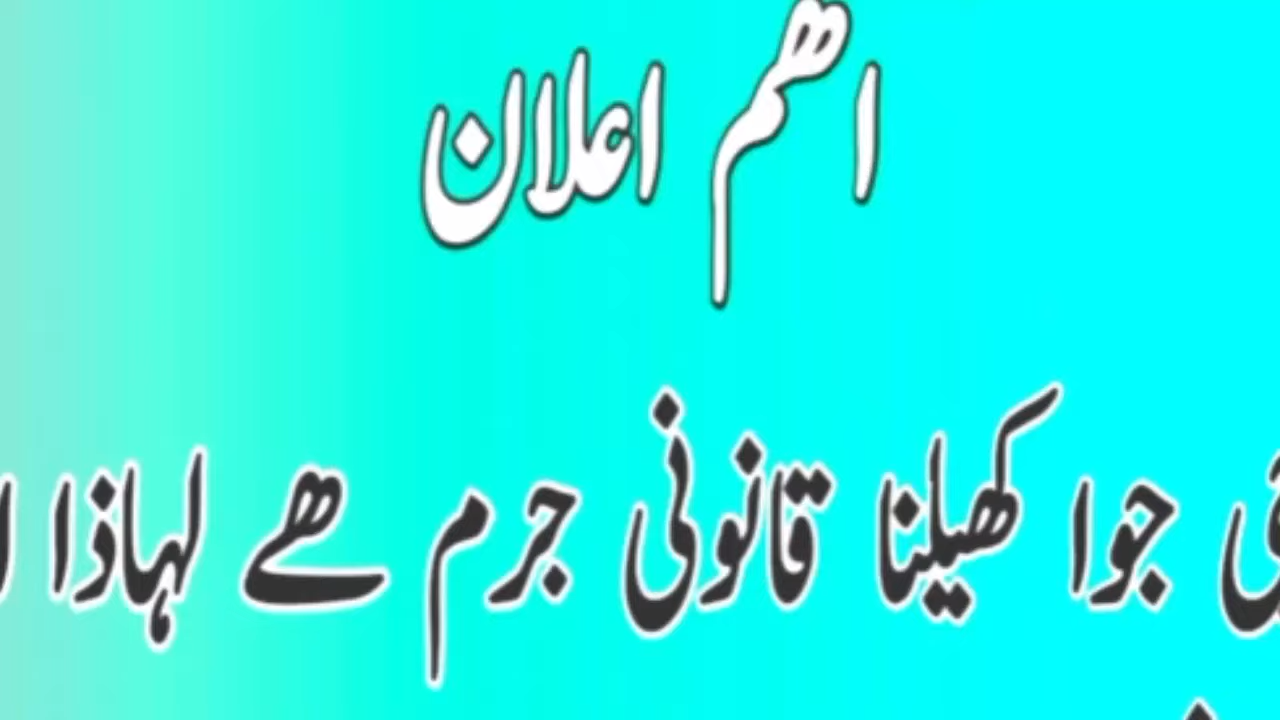 اھم اعلان
جوا کھیلنا قانونی جرم ھے لہاذا